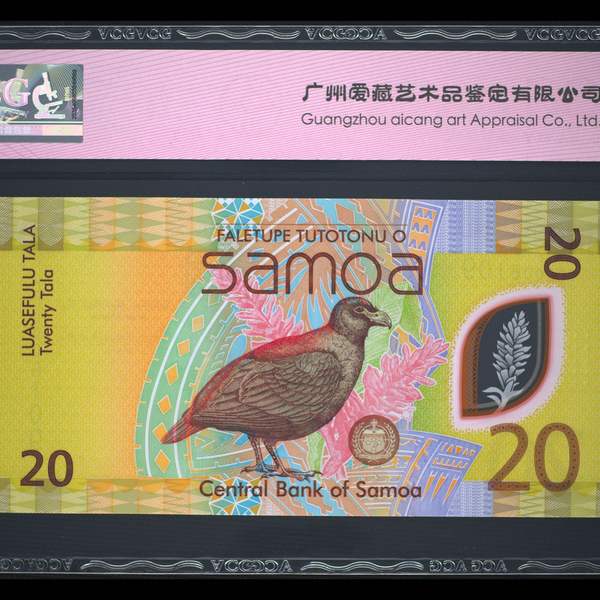 广州爱藏艺术品鉴定有限公司
Guangzhou aicang art Appraisal Co., Ltd.
FALETUPE TUTOTONU O
samoa
LUASEFULU TALA
Twenty Tala
20
20
20
Central Bank of Samoa